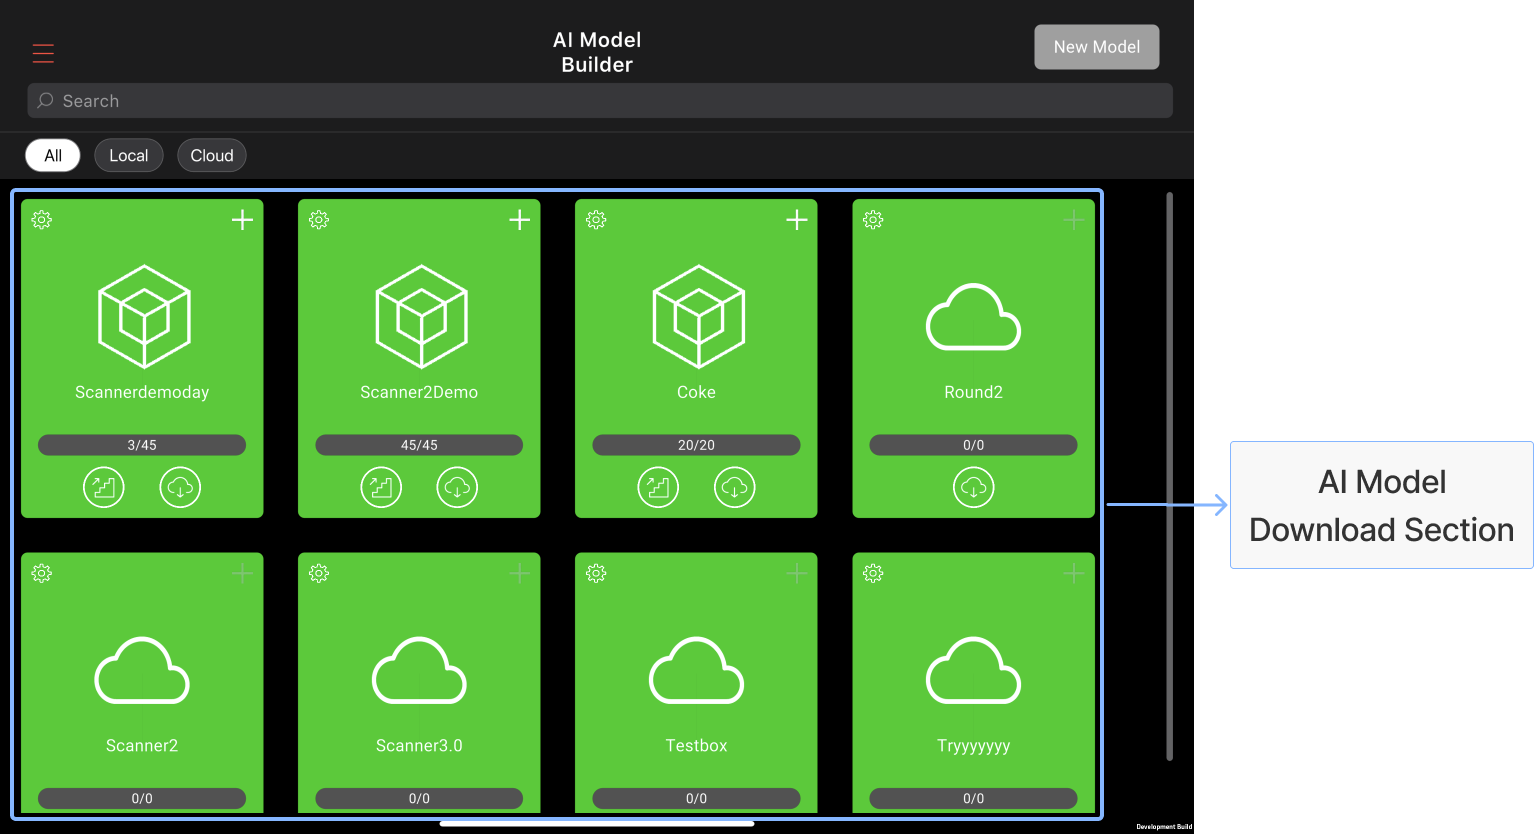 AI Model
Builder
New Model
Search
All
Local
Cloud
Scannerdemoday
Scanner2Demo
Coke
Round2
3/45
45/45
20/20
0/0
AI Model
Download Section
Scanner2
Scanner3.0
Testbox
Tryyyyyyy
0/0
0/0
0/0
0/0
Development Build